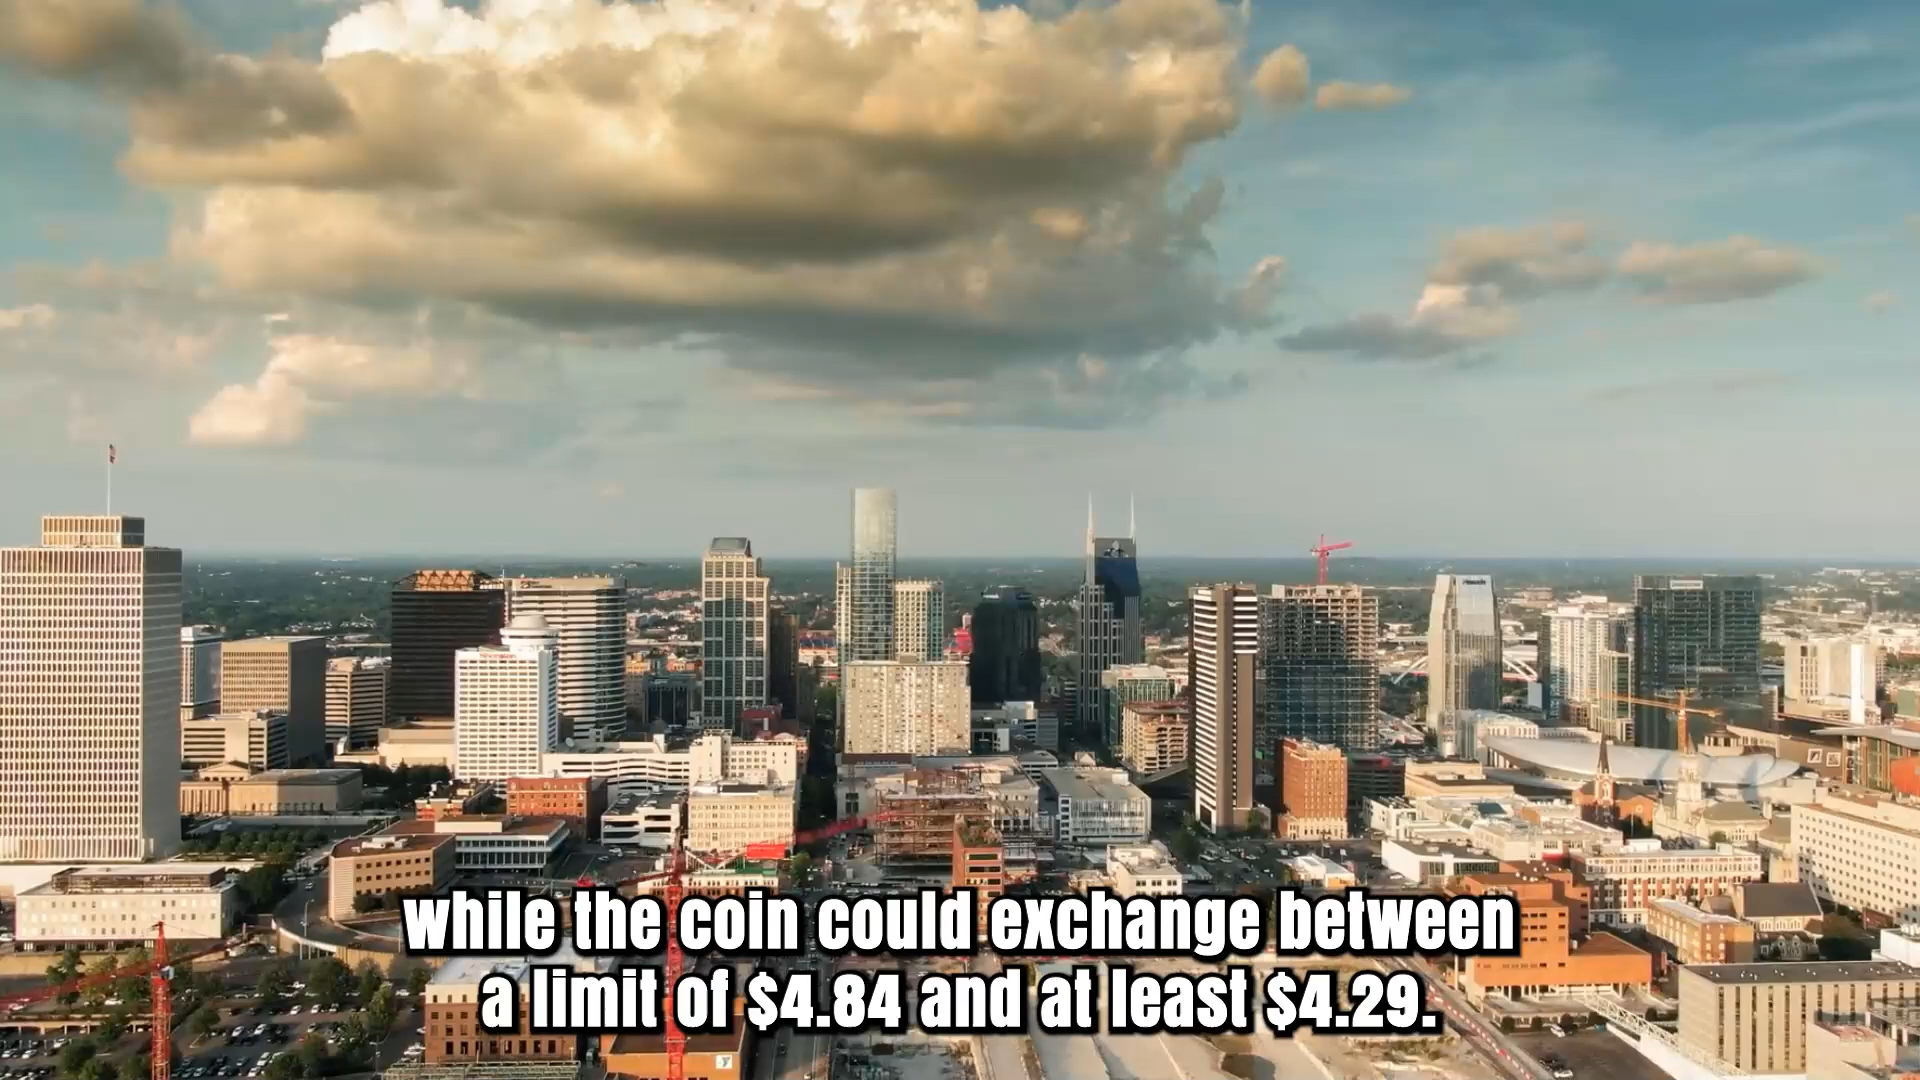 while the coin could exchange between
a limit of $4.84 and at least $4.29.